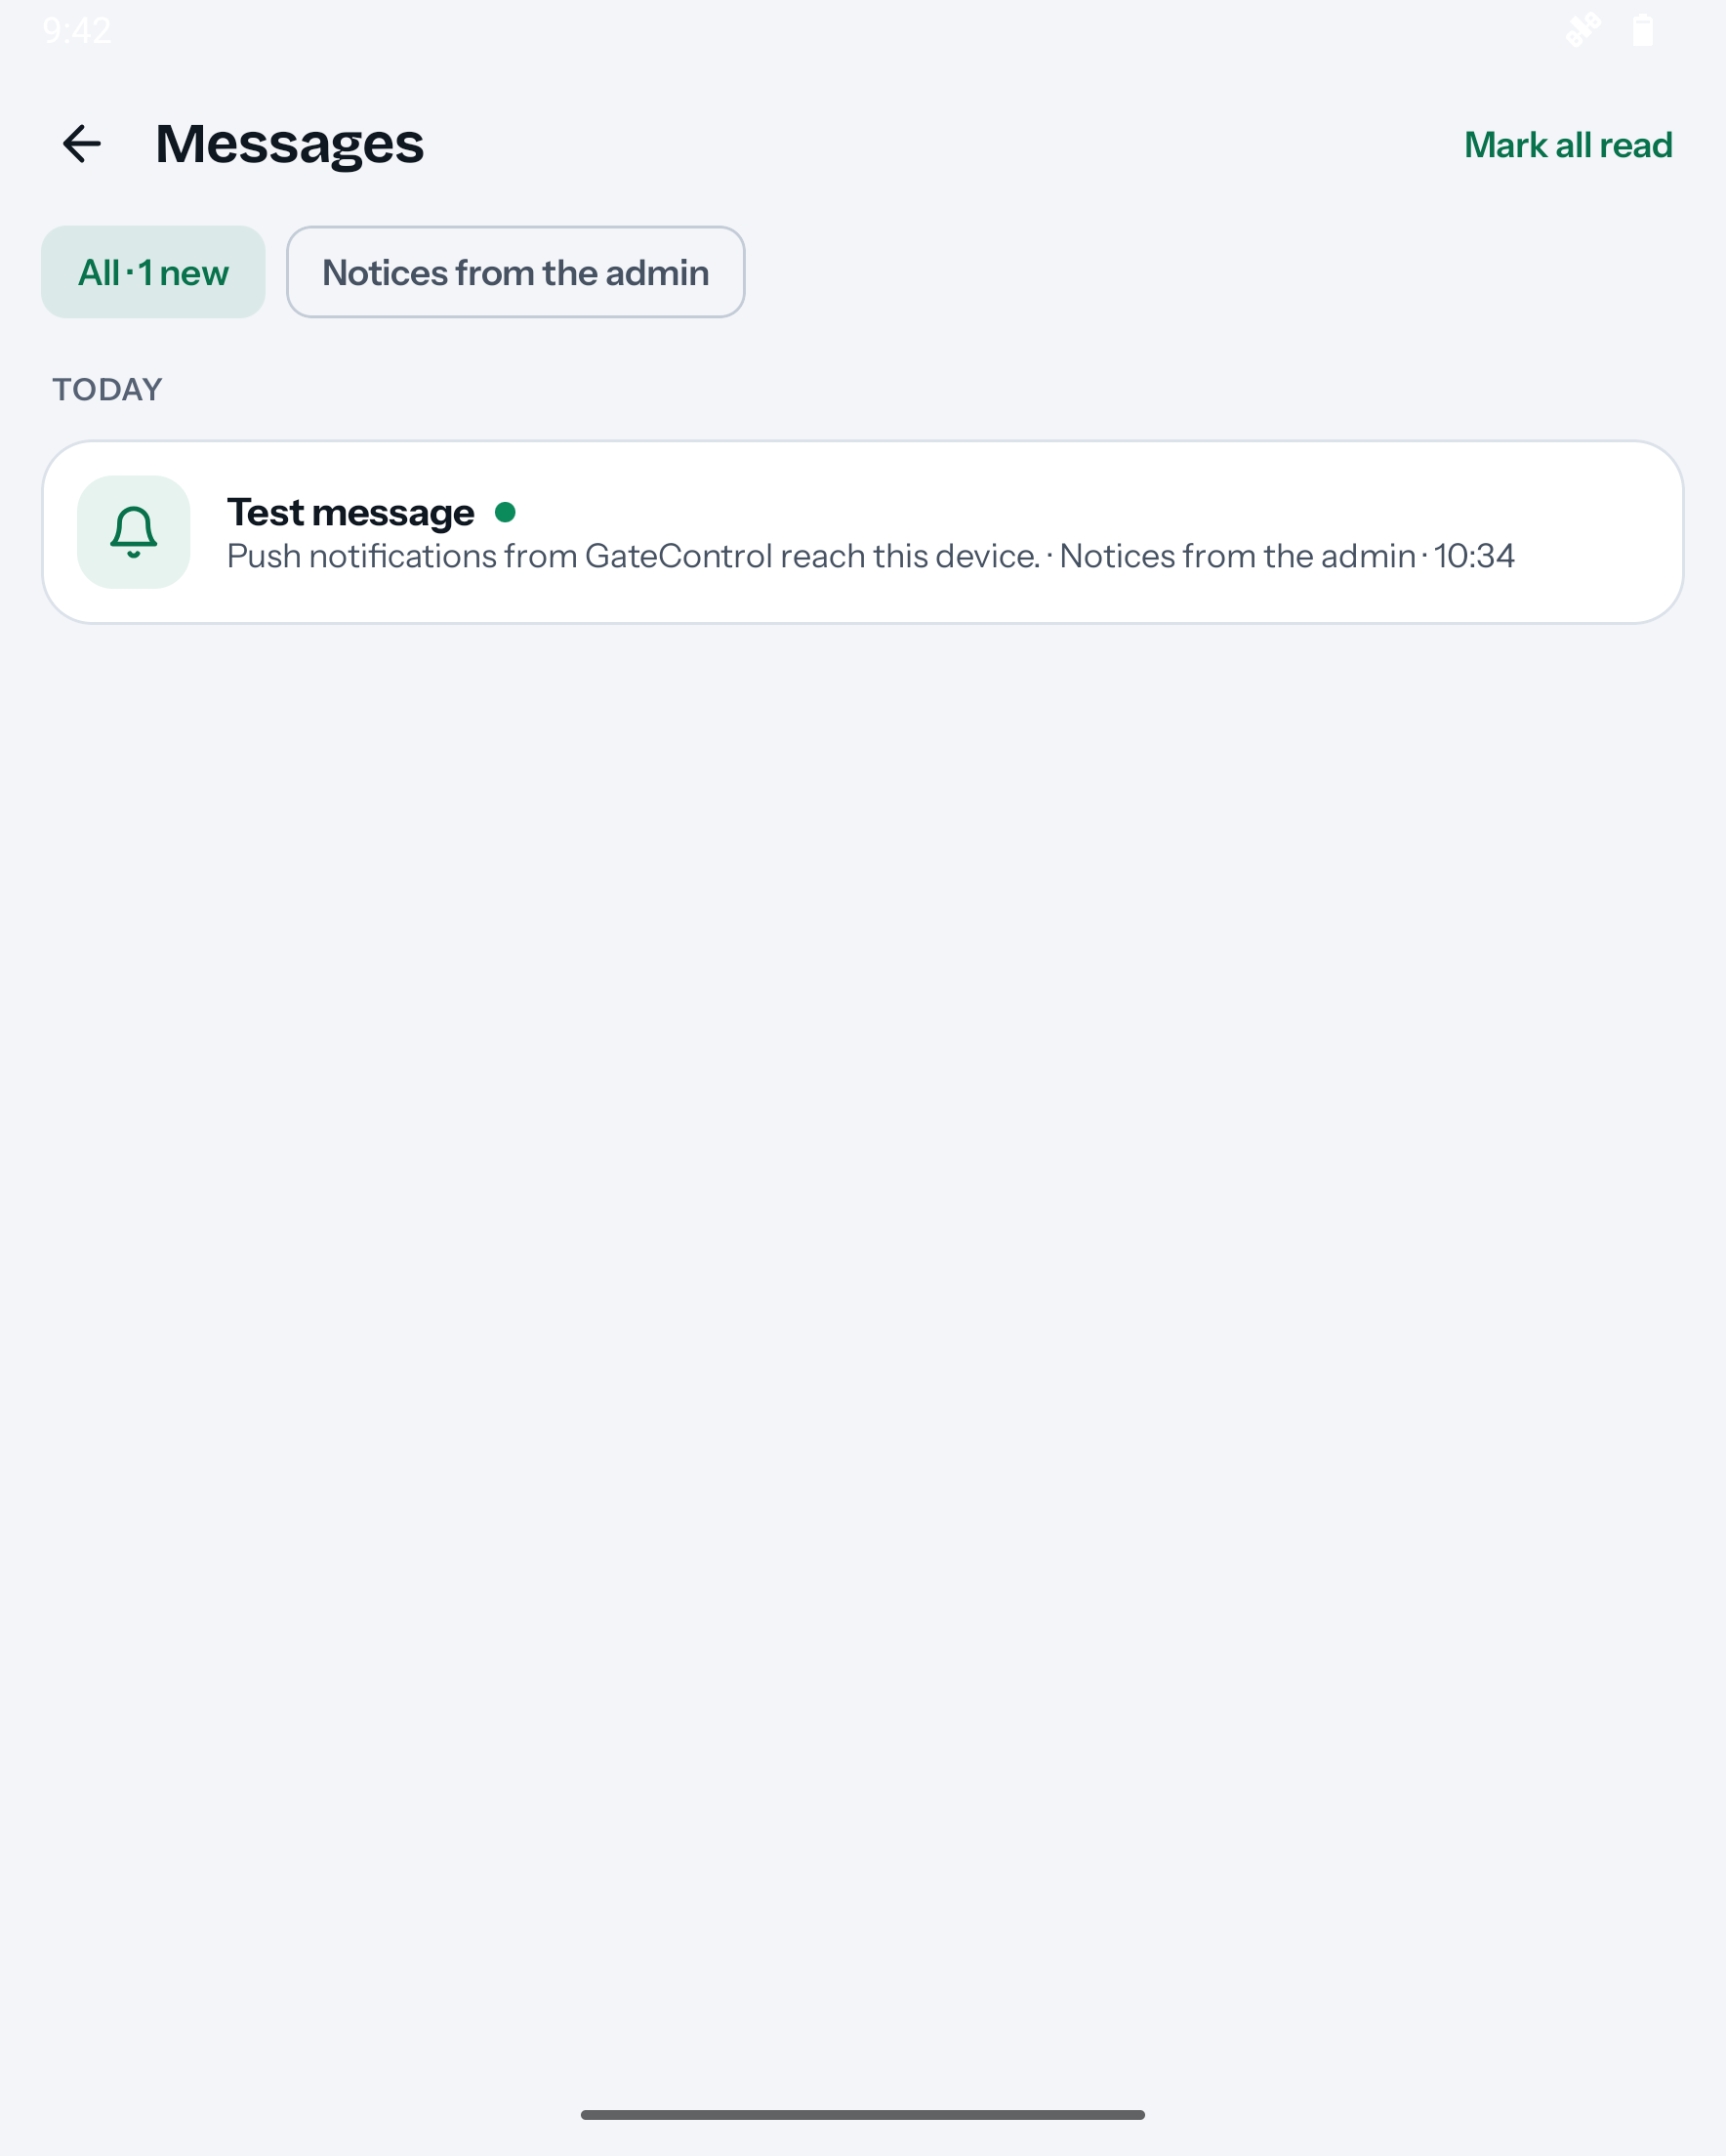 9:42
Messages
Mark all read
All · 1 new
Notices from the admin
TODAY
Test message
Push notifications from GateControl reach this device. · Notices from the admin · 10:34